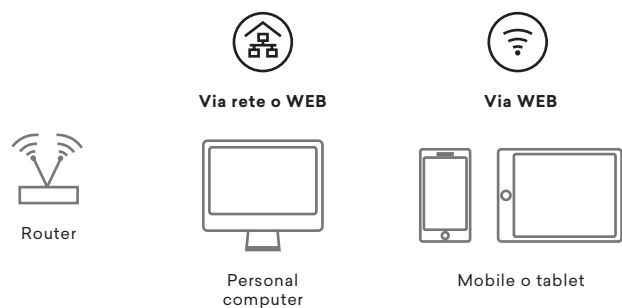 Via rete o WEB
Via WEB
Router
Personal
computer
Mobile o tablet